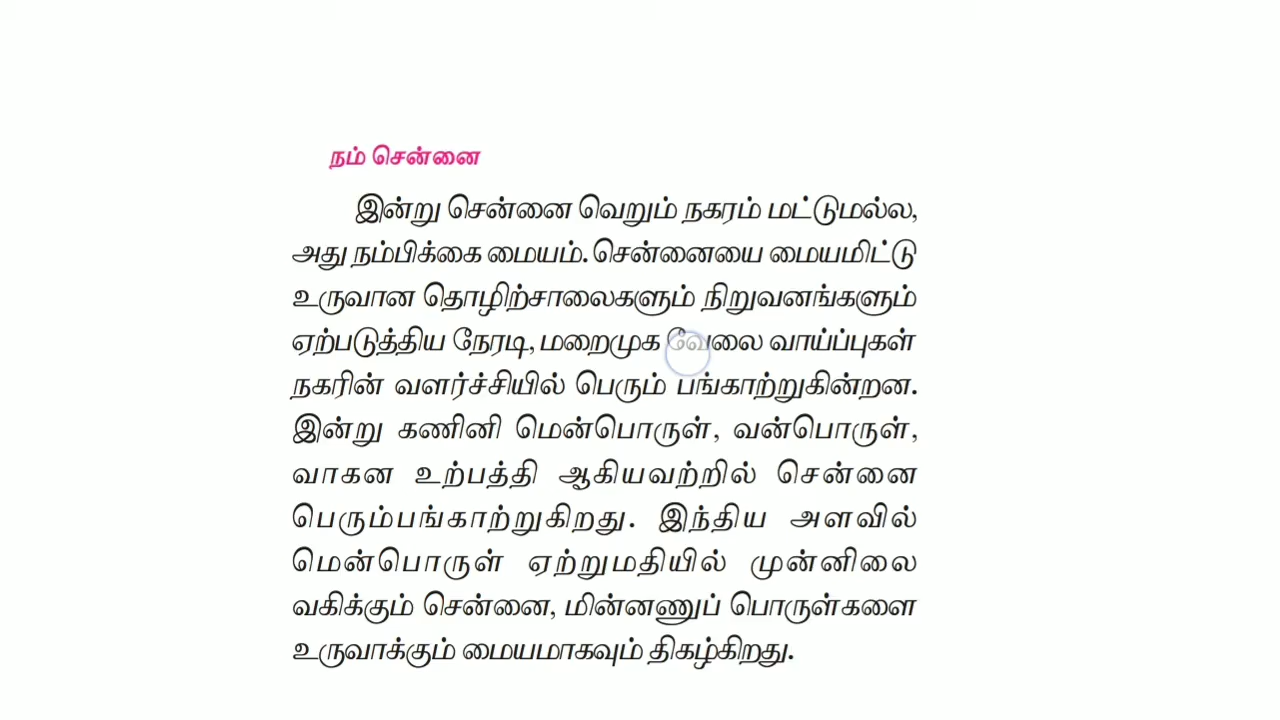 நம் சென்னை
இன்று சென்னை வெறும் நகரம் மட்டுமல்ல,
அது நம்பிக்கை மையம். சென்னையை மையமிட்டு
உருவான தொழிற்சாலைகளும் நிறுவனங்களும்
ஏற்படுத்திய நேரடி, மறைமுக வேலை வாய்ப்புகள்
நகரின் வளர்ச்சியில் பெரும் பங்காற்றுகின்றன.
இன்று கணினி மென்பொருள், வன்பொருள்,
வாகன உற்பத்தி ஆகியவற்றில் சென்னை
பெரும்பங்காற்றுகிறது. இந்திய அளவில்
மென்பொருள் ஏற்றுமதியில் முன்னிலை
வகிக்கும் சென்னை, மின்னணுப் பொருள்களை
உருவாக்கும் மையமாகவும் திகழ்கிறது.